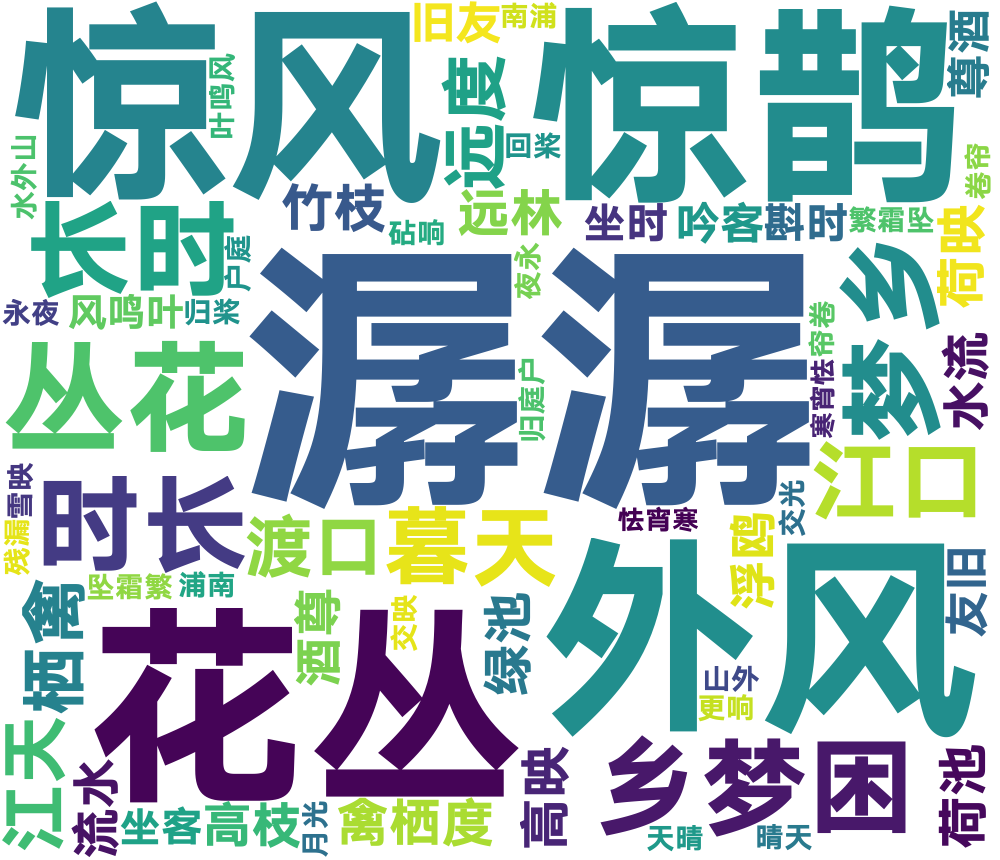 惊风
惊鹊
旧友
南浦
尊酒
叶鸣风
远度
回桨
水外山
卷帘
竹枝
砧响
远林
坐时
吟客
斟时
繁霜坠
荷映
长时
户庭
夜永
乡梦
永夜
风鸣叶
归桨
潺潺
帘卷
水流
丛花
归庭户
寒宵怯
江口
雪映
时长
残漏
渡口
暮天
怯宵寒
交光
浮鸥
外风
友旧
坠霜繁
浦南
栖禽
酒尊
交映
绿池
花丛
山外
更响
江天
流水
坐客
高枝
月光
禽栖度
高映
乡梦困
荷池
天晴
晴天